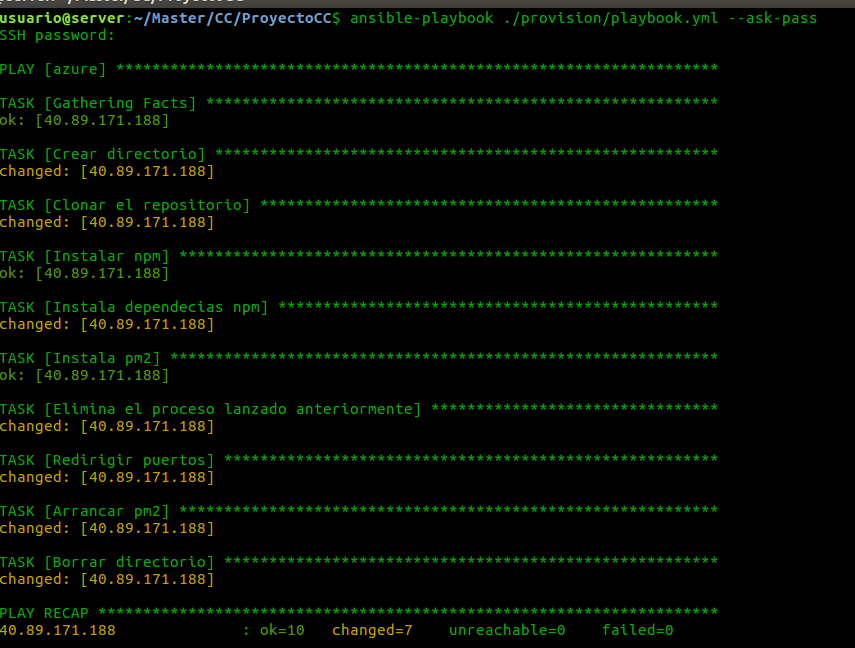 usuario@server:~/Master/CC/ProyectoCC$ ansible-playbook ./provision/playbook.yml --ask-pass
SSH password:
PLAY [azure] *******************************************************************
TASK [Gathering Facts] *********************************************************
ok: [40.89.171.188]
TASK [Crear directorio] ********************************************************
changed: [40.89.171.188]
TASK [Clonar el repositorio] ***************************************************
changed: [40.89.171.188]
TASK [Instalar npm] ************************************************************
ok: [40.89.171.188]
TASK [Instala dependecias npm] *************************************************
changed: [40.89.171.188]
TASK [Instala pm2] *************************************************************
ok: [40.89.171.188]
TASK [Elimina el proceso lanzado anteriormente] ********************************
changed: [40.89.171.188]
TASK [Redirigir puertos] *******************************************************
changed: [40.89.171.188]
TASK [Arrancar pm2] ************************************************************
changed: [40.89.171.188]
TASK [Borrar directorio] *******************************************************
changed: [40.89.171.188]
PLAY RECAP *********************************************************************
40.89.171.188              : ok=10   changed=7    unreachable=0    failed=0